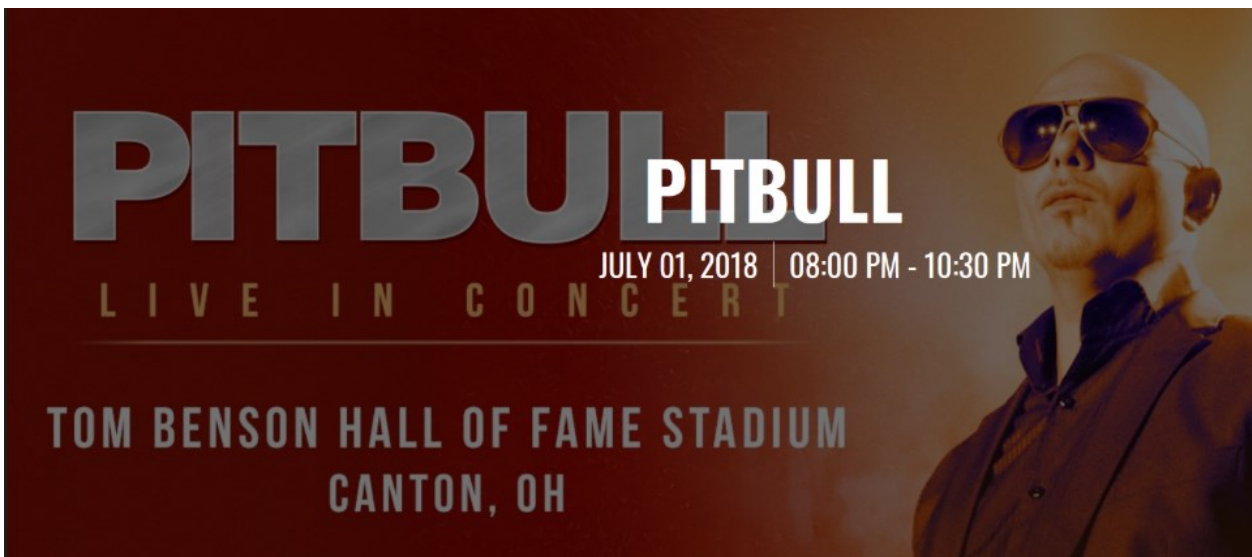 PITBULL
PITBULL
JULY 01, 2018 08:00 PM - 10:30 PM
LIVE IN CONCERT
TOM BENSON HALL OF FAME STADIUM
CANTON, OH